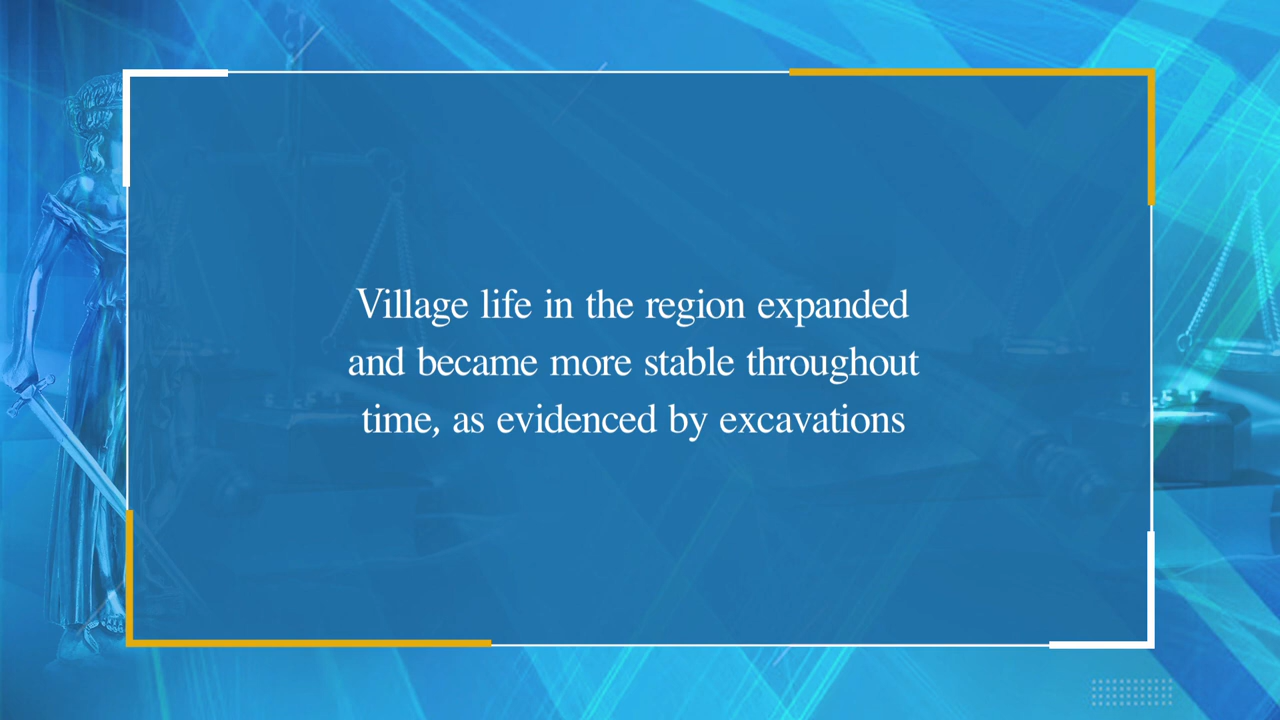 Village life in the region expanded
and became more stable throughout
time, as evidenced by excavations